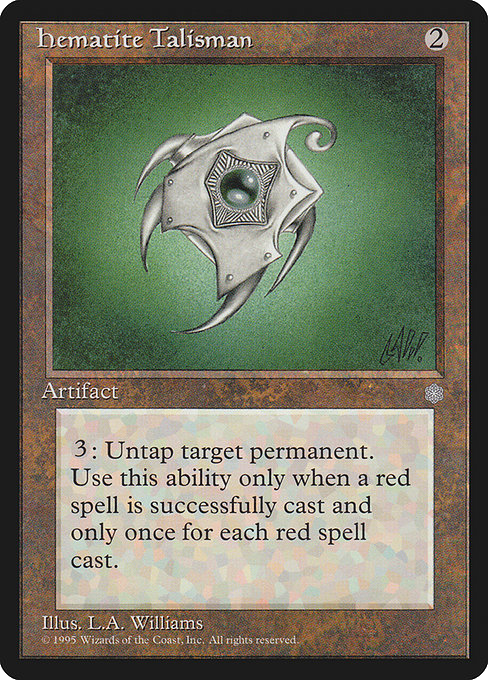 Hematite Talisman 2
Artifact
3: Untap target permanent.
Use this ability only when a red
spell is successfully cast and
only once for each red spell
cast.
Illus. L.A. Williams
© 1995 Wizards of the Coast, Inc. All rights reserved.